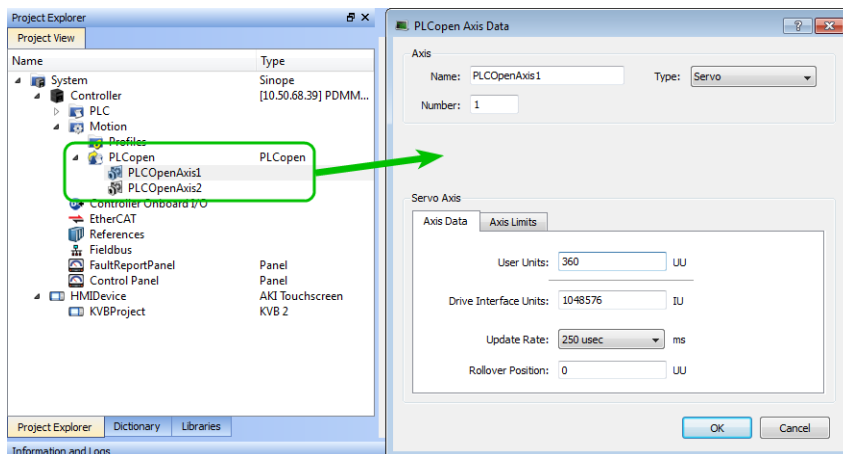 Project Explorer
Project View
Name Type
System Sinope
Controller [10.50.68.39] PDMM...
PLC
Motion
Profiles
PLCopen PLCopen
PLCOpenAxis1
PLCOpenAxis2
Controller Onboard I/O
EtherCAT
References
Fieldbus
FaultReportPanel Panel
Control Panel Panel
HMIDevice AKI Touchscreen
KVBProject KVB 2
Project Explorer Dictionary Libraries
Information and Logs
PLCopen Axis Data
Axis
Name: PLCOpenAxis1 Type: Servo
Number: 1
Servo Axis
Axis Data Axis Limits
User Units: 360 UU
Drive Interface Units: 1048576 IU
Update Rate: 250 usec ms
Rollover Position: 0 UU
OK Cancel